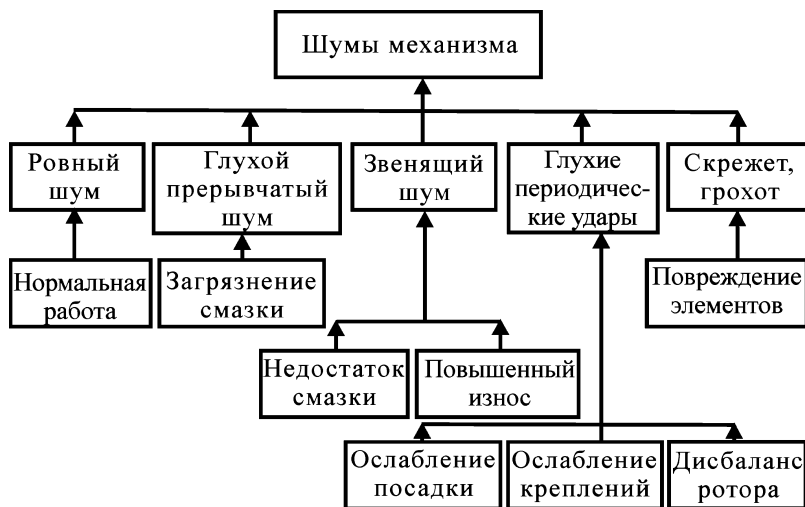 Шумы механизма
Ровный
шум
Глухой
прерывчатый
шум
Звенящий
шум
Глухие
периодичес-
кие удары
Скрежет,
грохот
Нормальная
работа
Загрязнение
смазки
Повреждение
элементов
Недостаток
смазки
Повышенный
износ
Ослабление
посадки
Ослабление
креплений
Дисбаланс
ротора